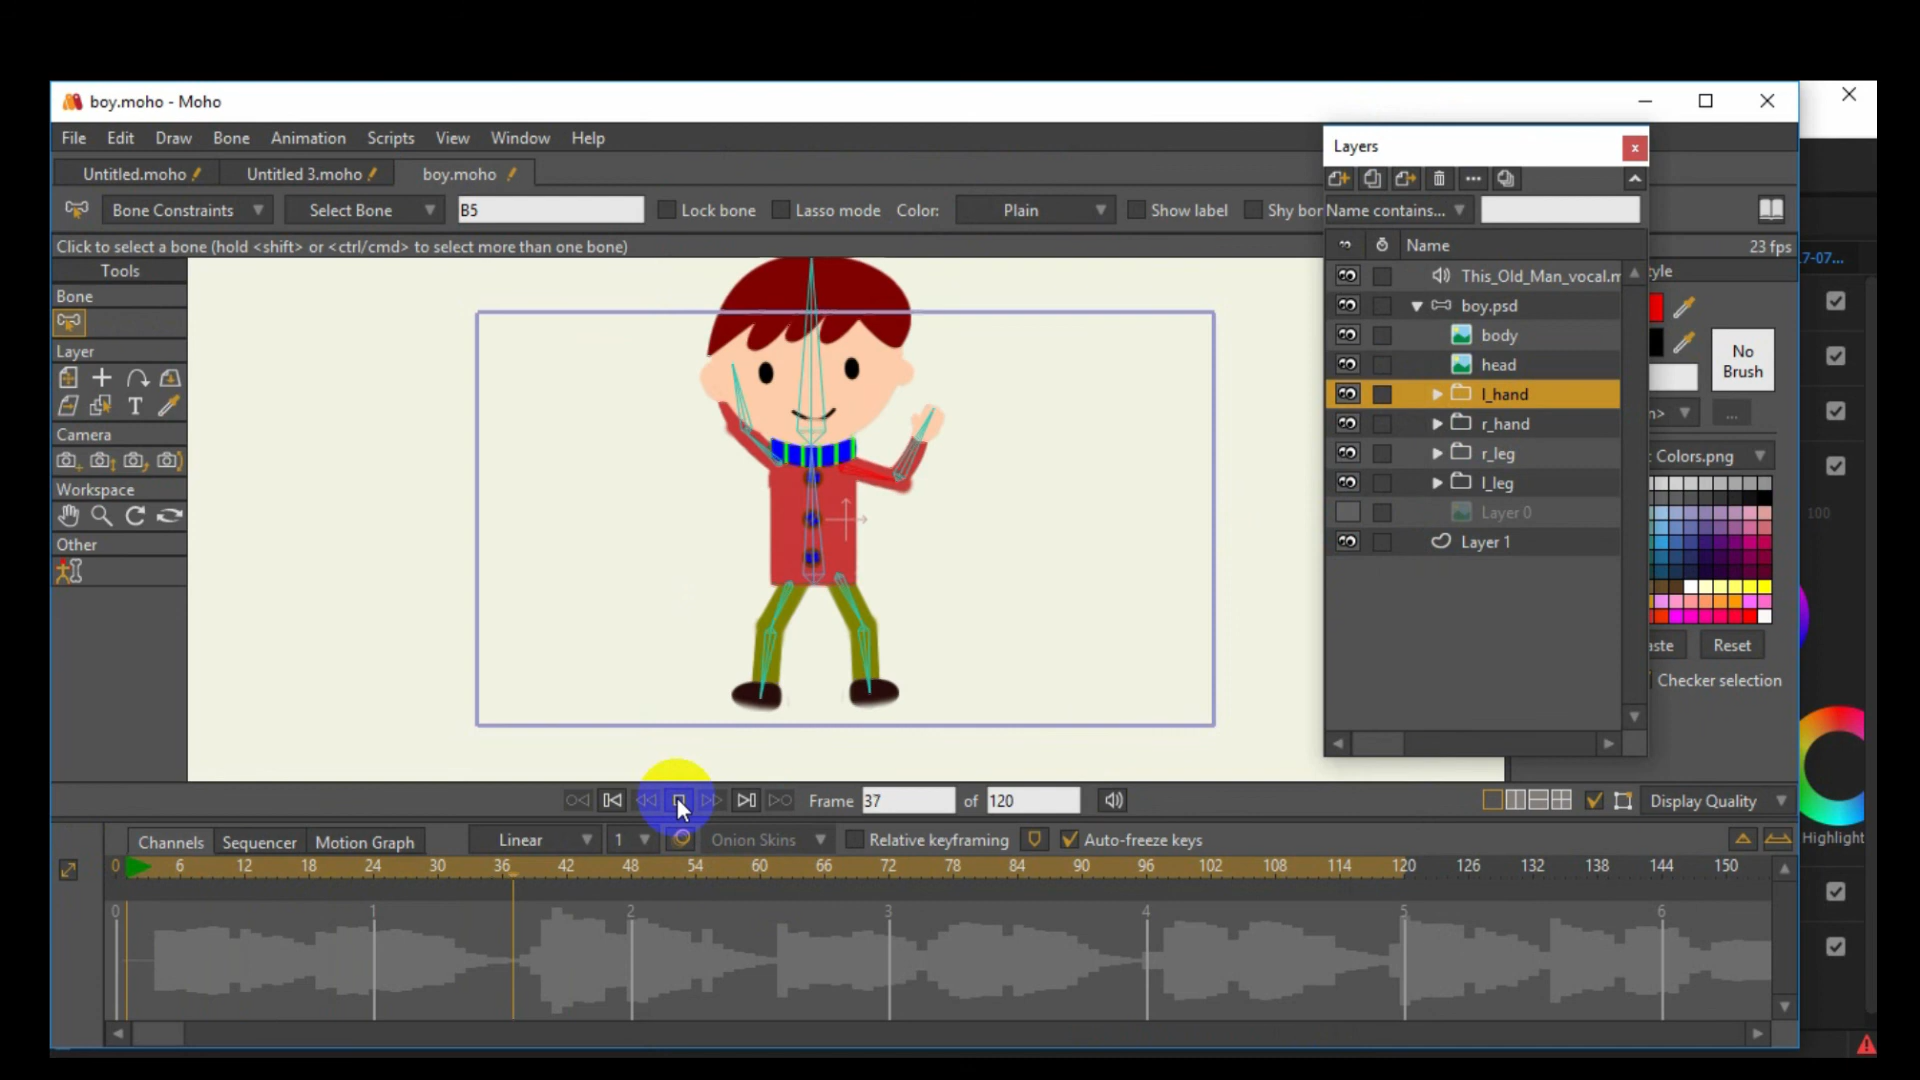 boy.moho - Moho
File Edit Draw Bone Animation Scripts View Window Help
Untitled.moho Untitled 3.moho boy.moho
Bone Constraints Select Bone B5 Lock bone Lasso mode Color: Plain Show label Shy bor
Click to select a bone (hold <shift> or <ctrl/cmd> to select more than one bone)
23 fps
17-07...
Tools
Bone
Layer
T
Camera
Workspace
Other
Layers
Name contains...
Name
This_Old_Man_vocal.m
boy.psd
body
head
l_hand
r_hand
r_leg
l_leg
Layer 0
Layer 1
tyle
No
Brush
...
Colors.png
100
aste Reset
Checker selection
Frame 37 of 120
Display Quality
Highlight
Channels Sequencer Motion Graph Linear 1 Onion Skins Relative keyframing Auto-freeze keys
0 6 12 18 24 30 36 42 48 54 60 66 72 78 84 90 96 102 108 114 120 126 132 138 144 150
0 1 2 3 4 5 6